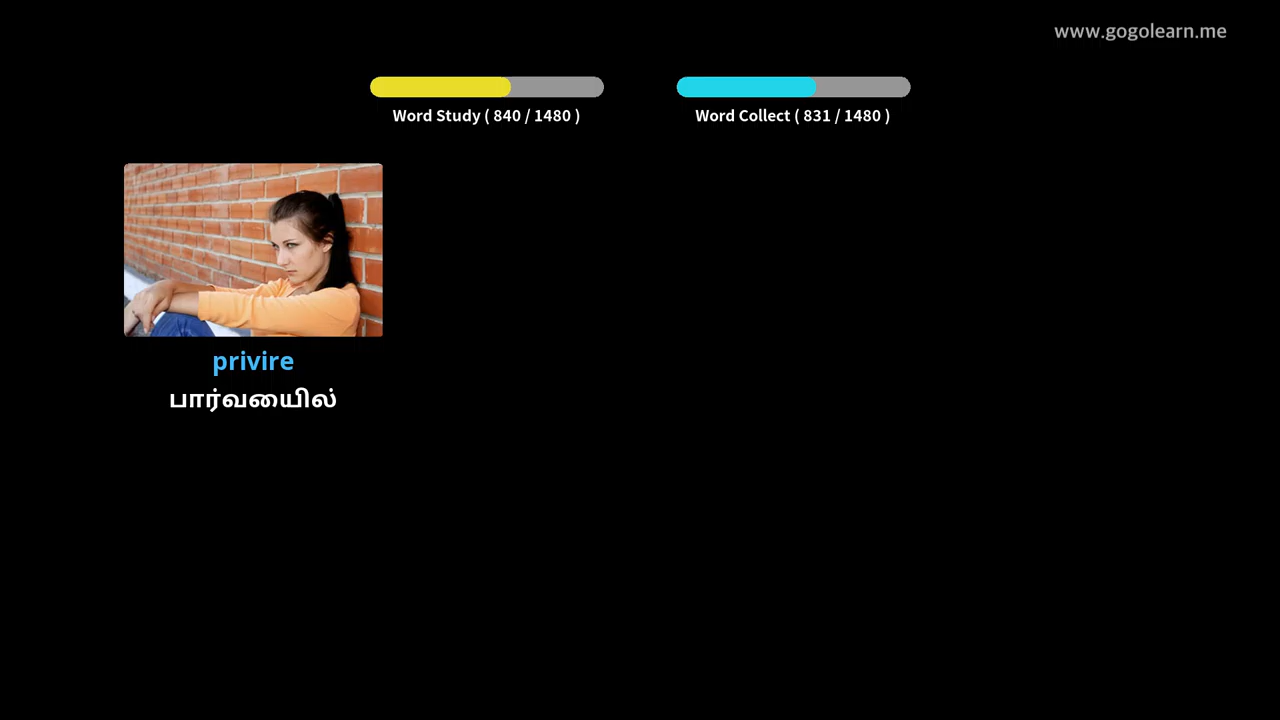 www.gogolearn.me
Word Study ( 840 / 1480 )
Word Collect ( 831 / 1480 )
privire
பார்வையில்